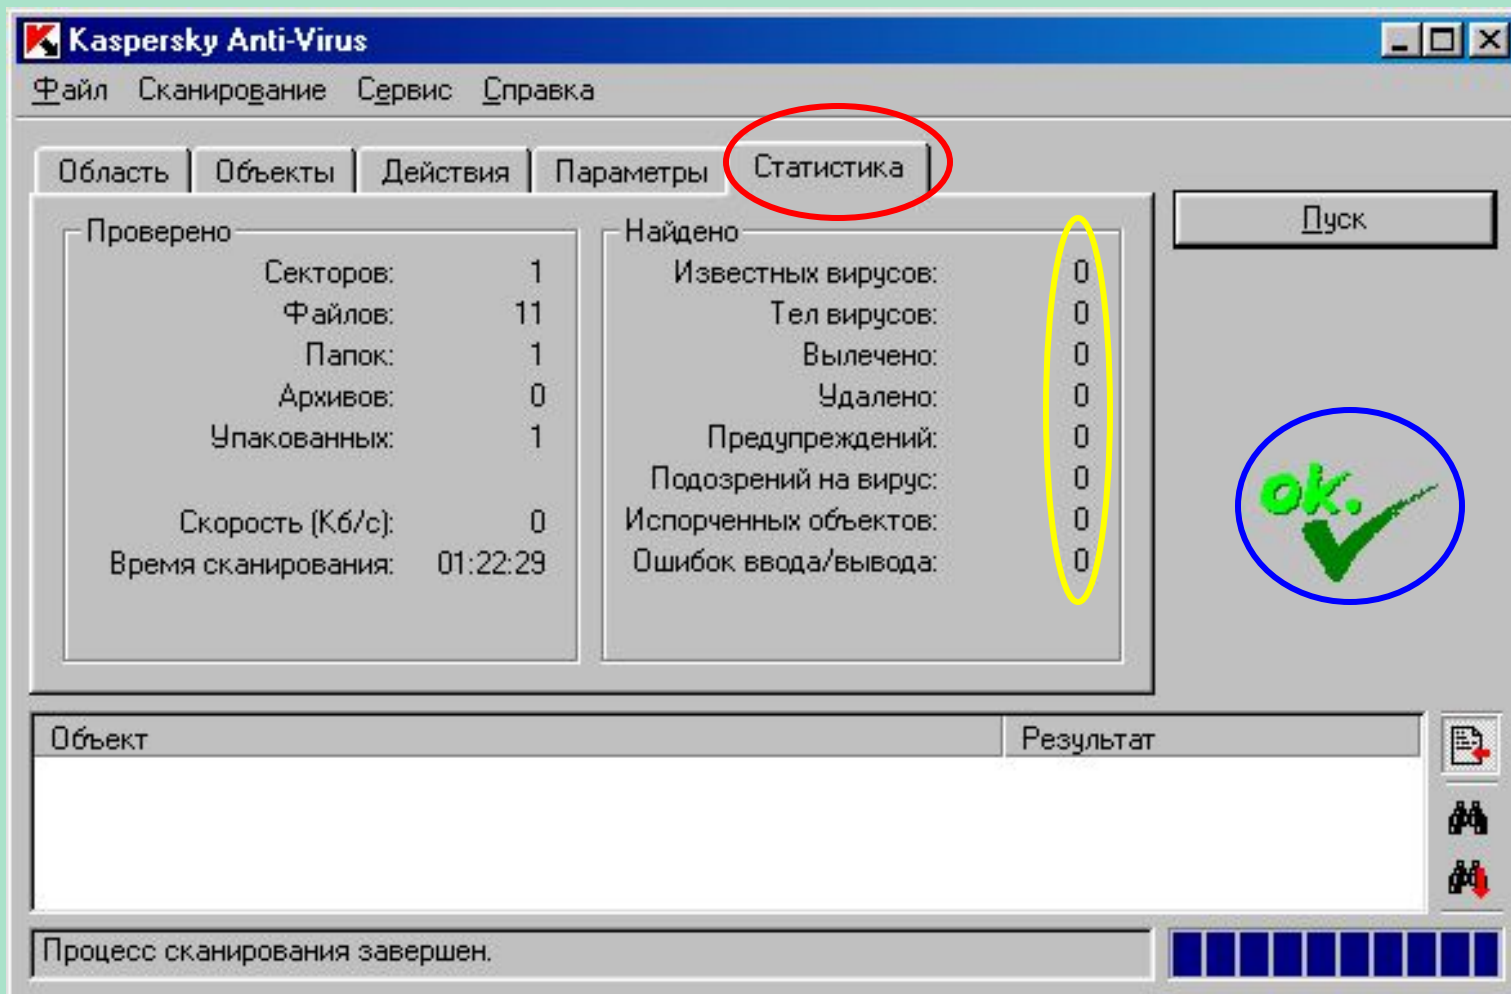 Kaspersky Anti-Virus
Файл Сканирование Сервис Справка
Область Объекты Действия Параметры Статистика
Пуск
Проверено
Секторов: 1
Файлов: 11
Папок: 1
Архивов: 0
Упакованных: 1
Скорость (Кб/с): 0
Время сканирования: 01:22:29
Найдено
Известных вирусов: 0
Тел вирусов: 0
Вылечено: 0
Удалено: 0
Предупреждений: 0
Подозрений на вирус: 0
Испорченных объектов: 0
Ошибок ввода/вывода: 0
ok.
Объект Результат
Процесс сканирования завершен.